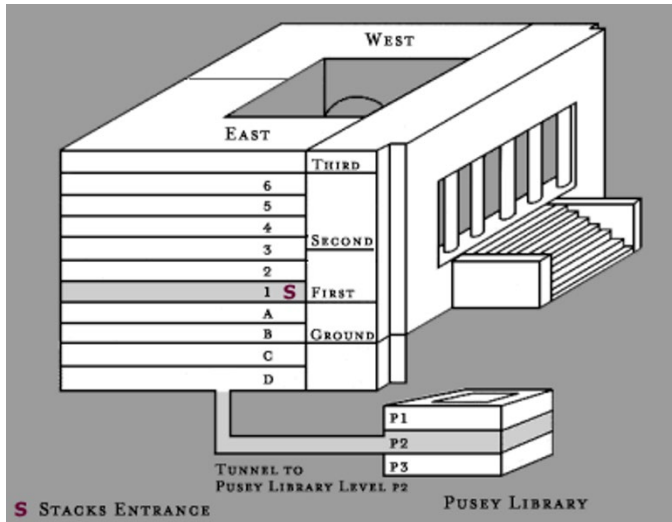 WEST
EAST
THIRD
6
5
4
SECOND
3
2
1 S FIRST
A
B GROUND
C
D
P1
P2
P3
TUNNEL TO
PUSEY LIBRARY LEVEL P2
PUSEY LIBRARY
S STACKS ENTRANCE